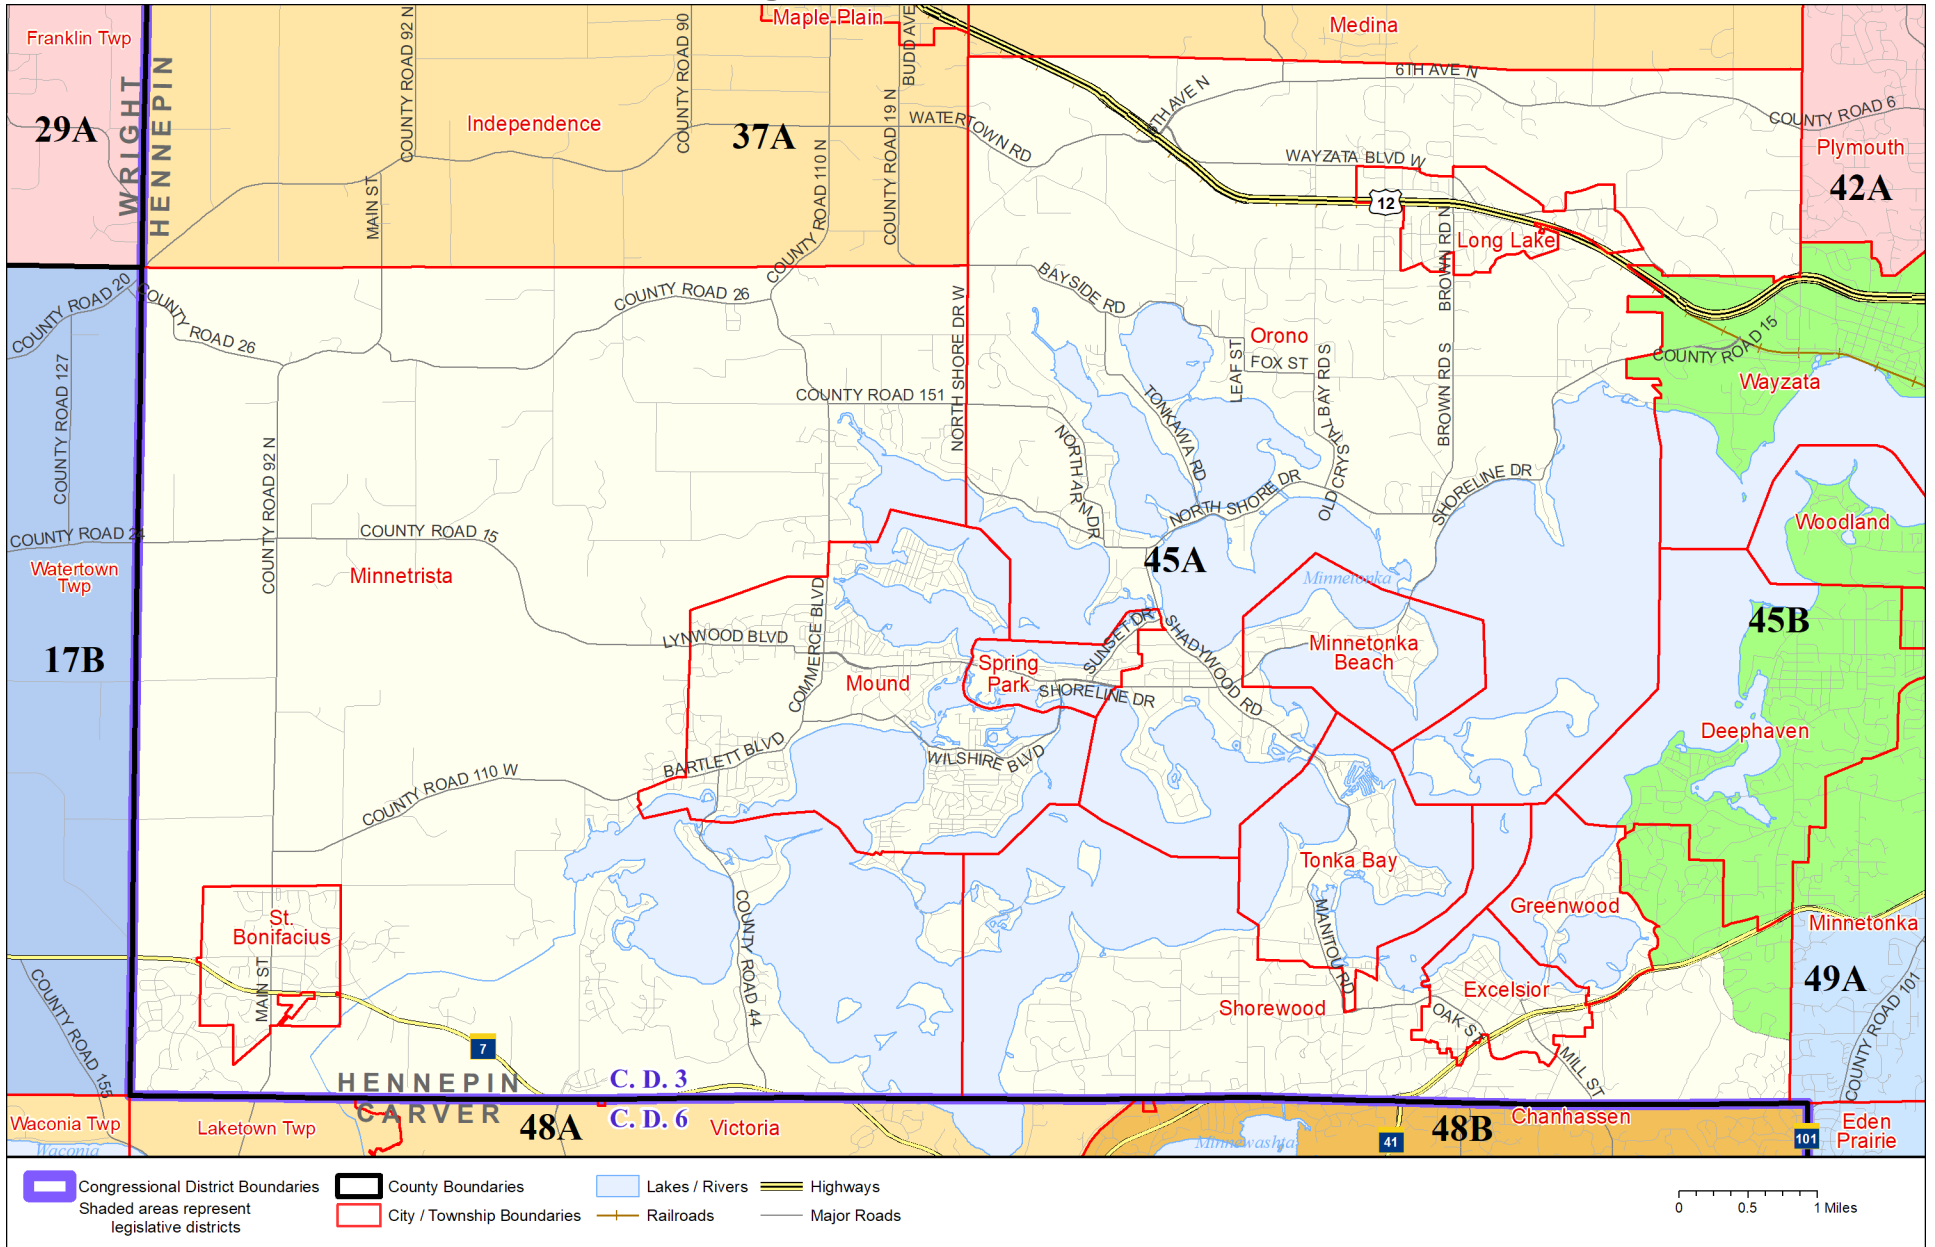 Franklin Twp
29A
WRIGHT
HENNEPIN
COUNTY ROAD 92 N
MAIN ST
Independence
COUNTY ROAD 90
Maple Plain
BUDD AVE
37A
COUNTY ROAD 110 N
COUNTY ROAD 19 N
WATERTOWN RD
Medina
6TH AVE N
6TH AVE N
COUNTY ROAD 6
Plymouth
42A
WAYZATA BLVD W
12
Long Lake
BROWN RD N
COUNTY ROAD 20
COUNTY ROAD 26
COUNTY ROAD 26
COUNTY ROAD 127
COUNTY ROAD 151
NORTH SHORE DR W
BAYSIDE RD
Orono
LEAF ST
FOX ST
OLD CRYSTAL BAY RD S
BROWN RD S
TONKAWA RD
NORTH ARM DR
NORTH SHORE DR
SHORELINE DR
COUNTY ROAD 15
Wayzata
Woodland
COUNTY ROAD 24
COUNTY ROAD 92 N
COUNTY ROAD 15
Watertown
Twp
Minnetrista
45A
Minnetonka
17B
LYNWOOD BLVD
COMMERCE BLVD
Mound
Spring
Park
SUNSET DR
SHORELINE DR
SHADYWOOD RD
Minnetonka
Beach
45B
Deephaven
BARTLETT BLVD
WILSHIRE BLVD
COUNTY ROAD 110 W
Tonka Bay
Greenwood
St.
Bonifacius
MAIN ST
COUNTY ROAD 44
MANITOU RD
Minnetonka
49A
COUNTY ROAD 101
Shorewood
Excelsior
OAK ST
MILL ST
COUNTY ROAD 155
7
HENNEPIN
CARVER
C. D. 3
C. D. 6
Waconia Twp
Waconia
Laketown Twp
48A
Victoria
Minnewashta
41
48B
Chanhassen
101
Eden
Prairie
Congressional District Boundaries
Shaded areas represent
legislative districts
County Boundaries
City / Township Boundaries
Lakes / Rivers
Railroads
Highways
Major Roads
0 0.5 1 Miles